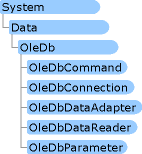 System
Data
OleDb
OleDbCommand
OleDbConnection
OleDbDataAdapter
OleDbDataReader
OleDbParameter